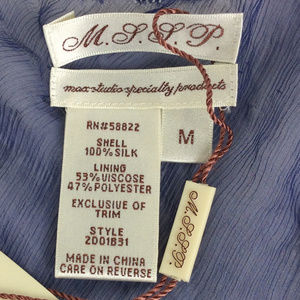 M.S.S.P.
max studio specialty products
RN#58822
SHELL
100% SILK
LINING
53% VISCOSE
47% POLYESTER
EXCLUSIVE OF
TRIM
STYLE
2D01831
MADE IN CHINA
CARE ON REVERSE
M
M.S.S.P.